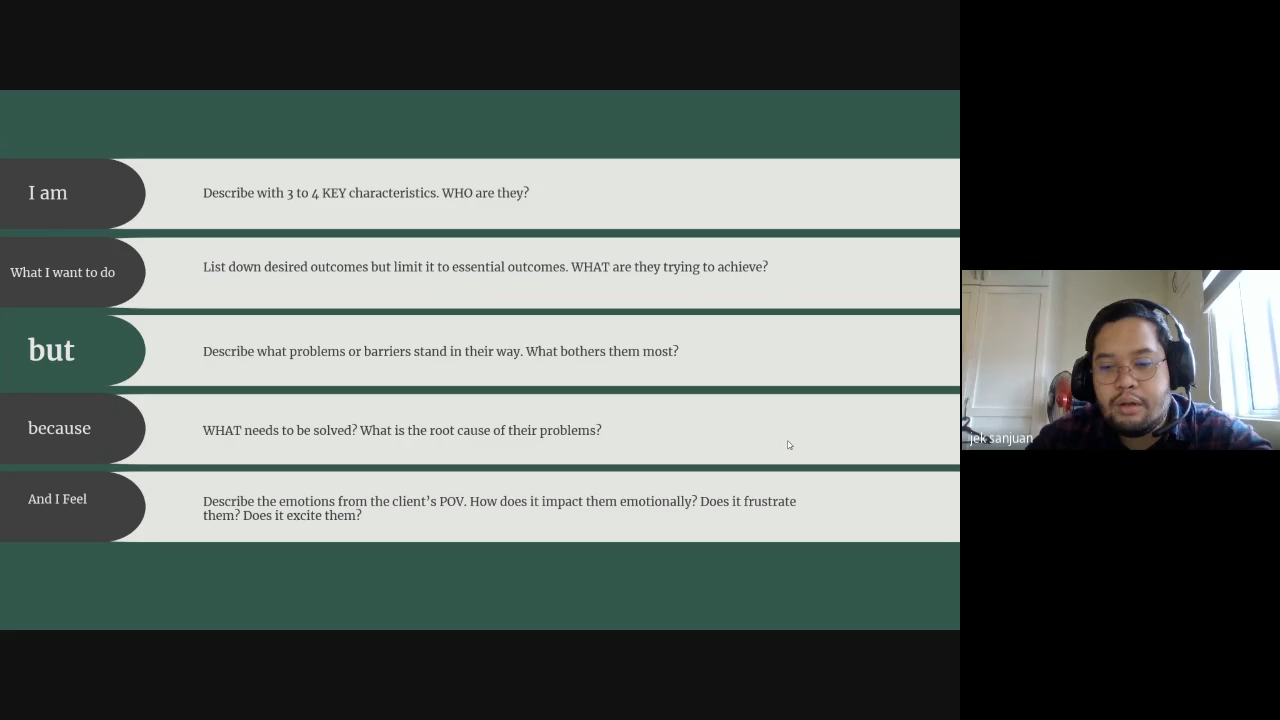 I am
Describe with 3 to 4 KEY characteristics. WHO are they?
What I want to do
List down desired outcomes but limit it to essential outcomes. WHAT are they trying to achieve?
but
Describe what problems or barriers stand in their way. What bothers them most?
because
WHAT needs to be solved? What is the root cause of their problems?
And I Feel
Describe the emotions from the client’s POV. How does it impact them emotionally? Does it frustrate
them? Does it excite them?
jek sanjuan